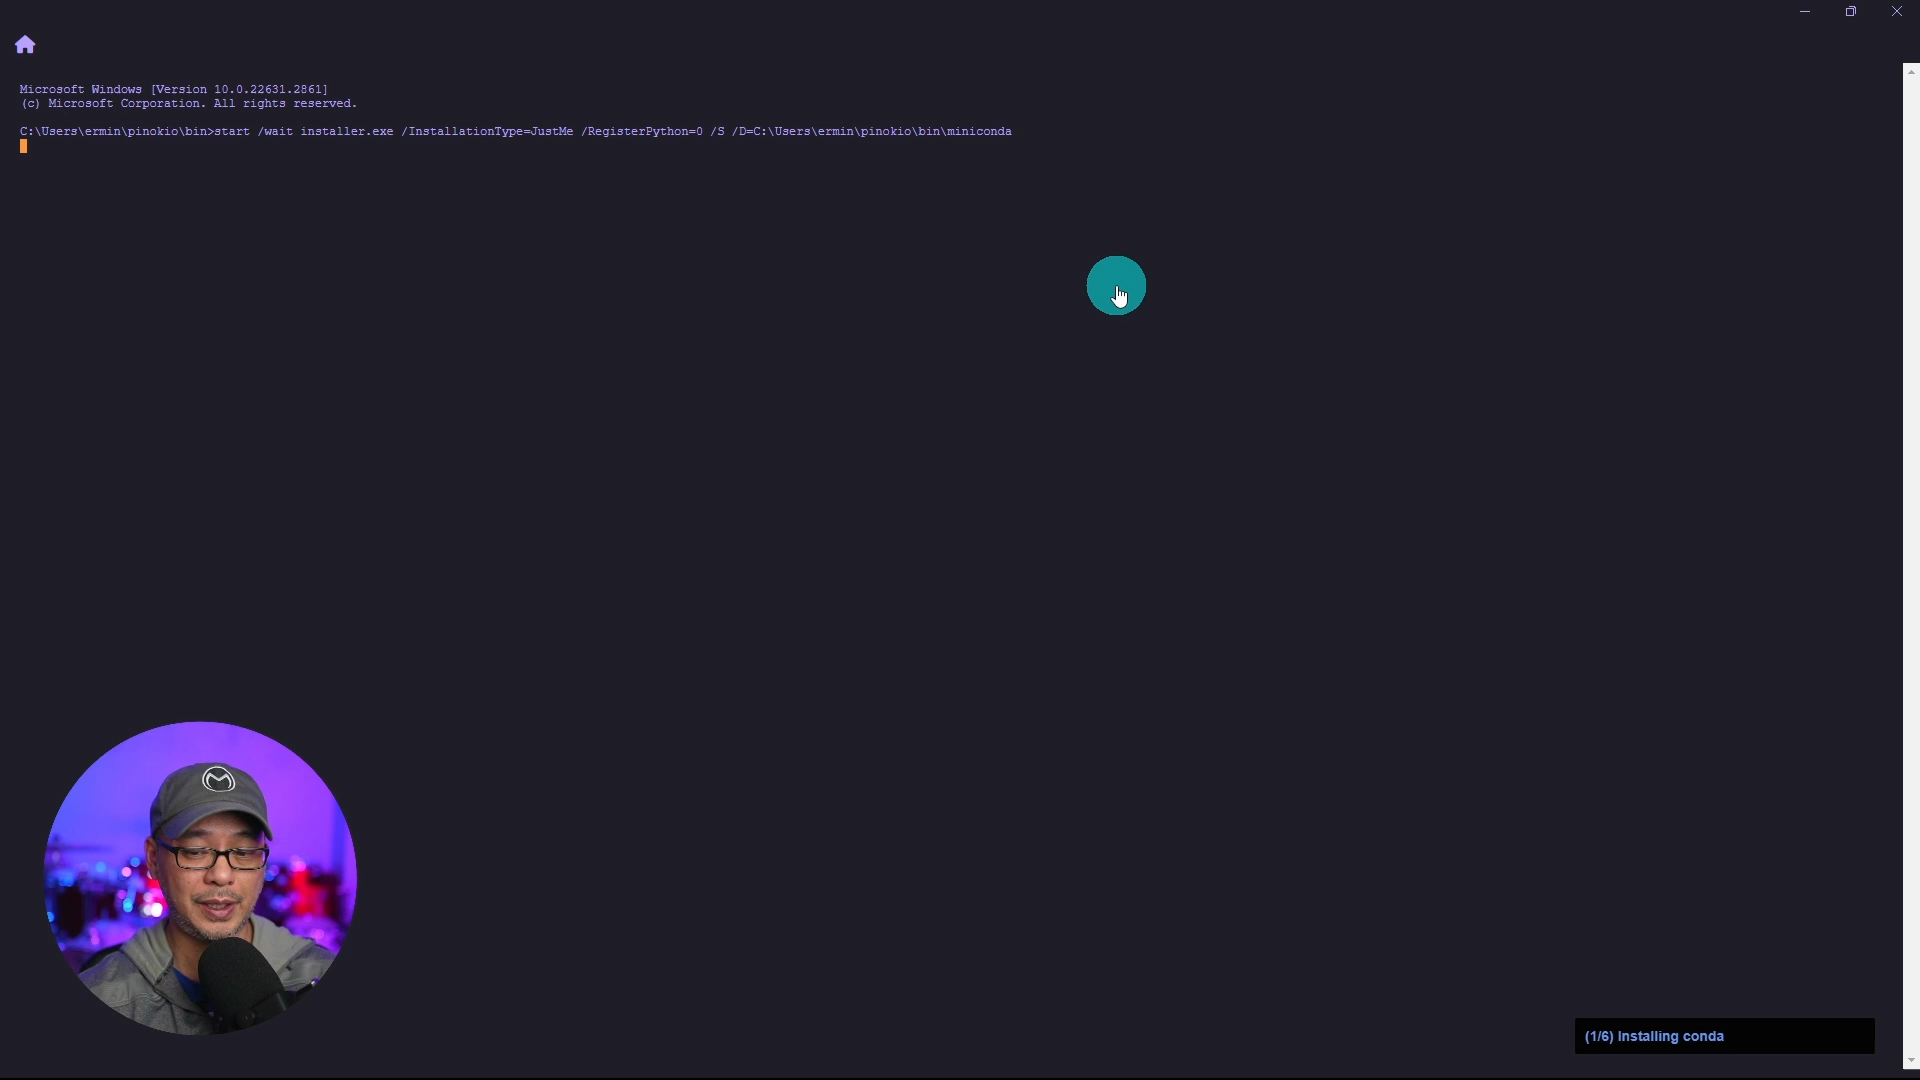 Microsoft Windows [Version 10.0.22631.2861]
(c) Microsoft Corporation. All rights reserved.
C:\Users\ermin\pinokio\bin>start /wait installer.exe /InstallationType=JustMe /RegisterPython=0 /S /D=C:\Users\ermin\pinokio\bin\miniconda
(1/6) Installing conda